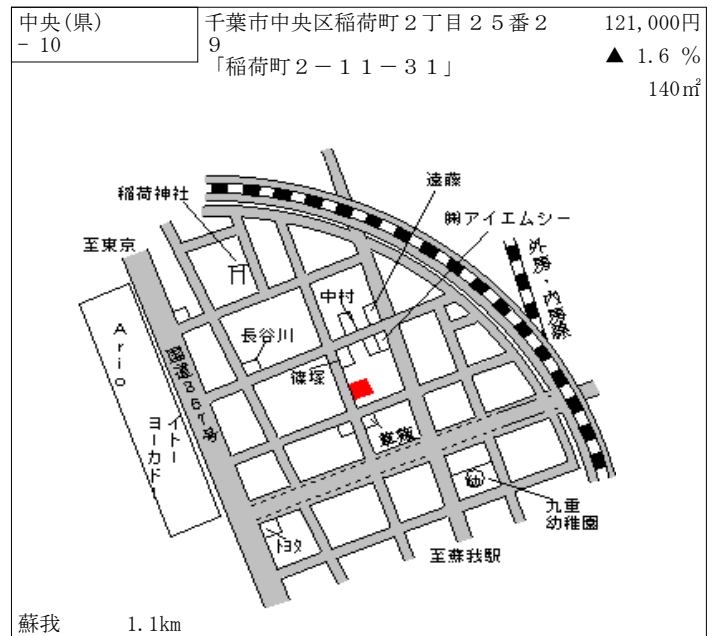 中央(県)
- 10
千葉市中央区稲荷町２丁目２５番２
９
「稲荷町２－１１－３１」
121,000円
▲ 1.6 %
140㎡
遠藤
稲荷神社
㈱アイエムシー
至東京
外房・内房線
中村
Ario
長谷川
国道357号
篠塚
イトー
ヨーカドー
幼
九重
幼稚園
トヨタ
至蘇我駅
蘇我 1.1km